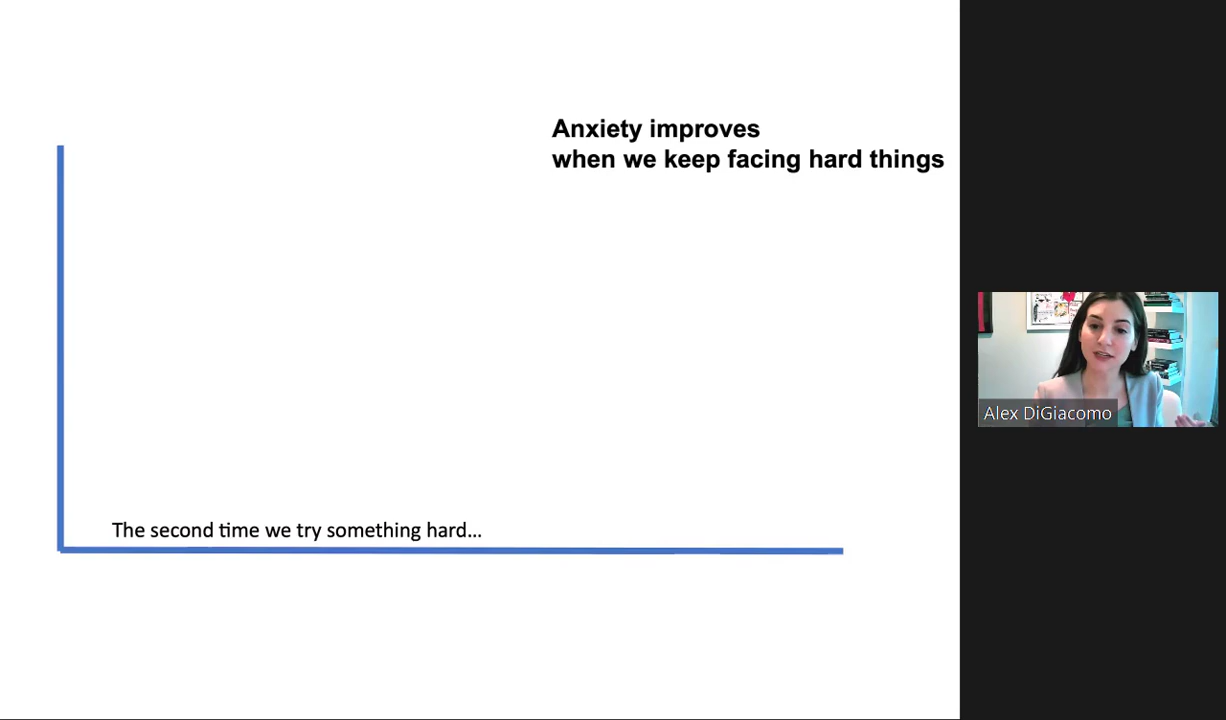 Anxiety improves
when we keep facing hard things
The second time we try something hard...
Alex DiGiacomo